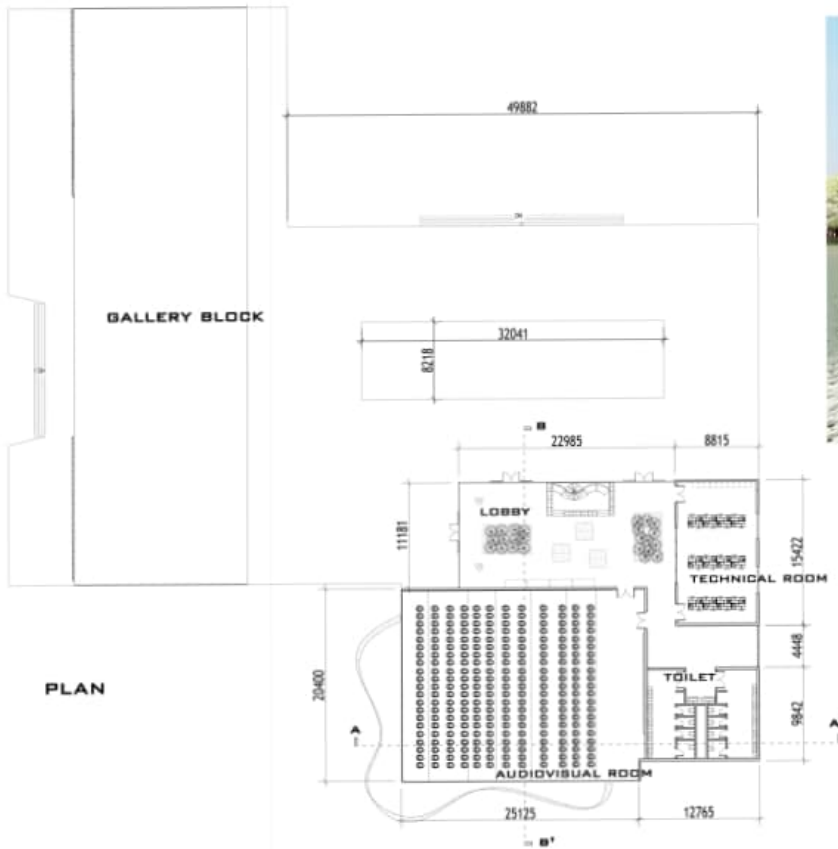 49882
GALLERY BLOCK
32041
8218
B
22985
8815
LOBBY
11181
15422
TECHNICAL ROOM
4448
20400
PLAN
TOILET
9842
A
A
AUDIOVISUAL ROOM
25125
12765
B'